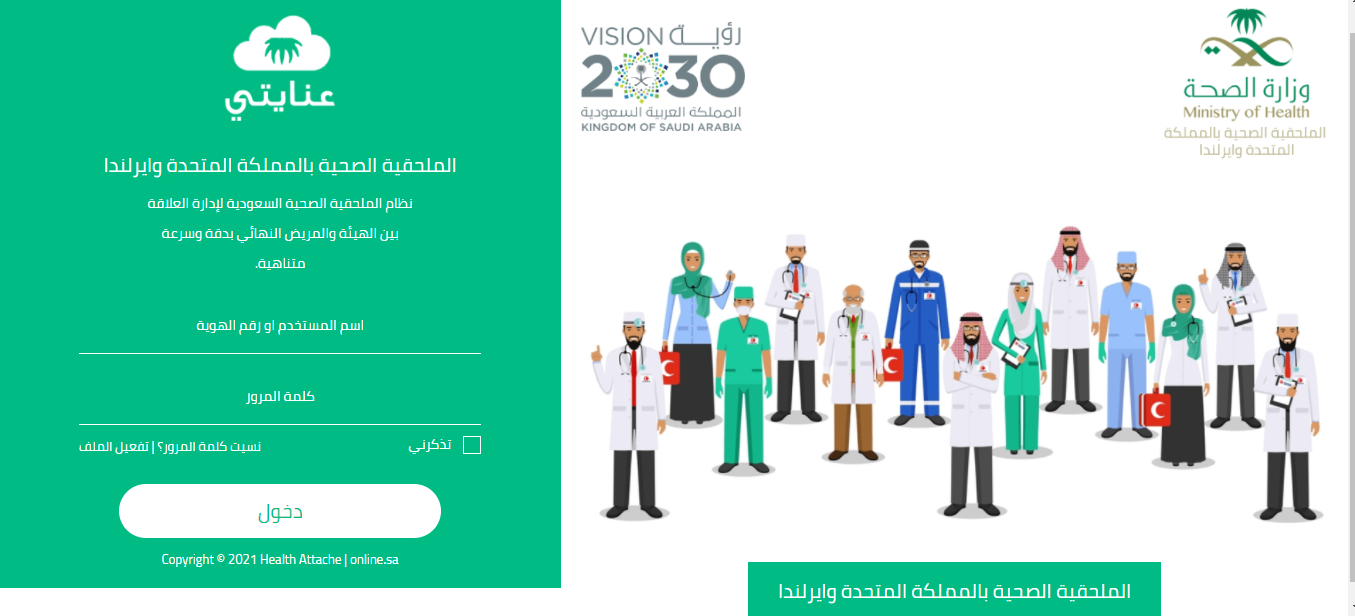 عنايتي
الملحقية الصحية بالمملكة المتحدة وايرلندا
نظام الملحقية الصحية السعودية لإدارة العلاقة
بين الهيئة والمريض النهائي بدقة وسرعة
متناهية.
اسم المستخدم او رقم الهوية
كلمة المرور
تذكرني
نسيت كلمة المرور؟ | تفعيل الملف
دخول
Copyright © 2021 Health Attache | online.sa
VISION رؤيـــة
2030
المملكة العربية السعودية
KINGDOM OF SAUDI ARABIA
وزارة الصحة
Ministry of Health
الملحقية الصحية بالمملكة
المتحدة وايرلندا
الملحقية الصحية بالمملكة المتحدة وايرلندا